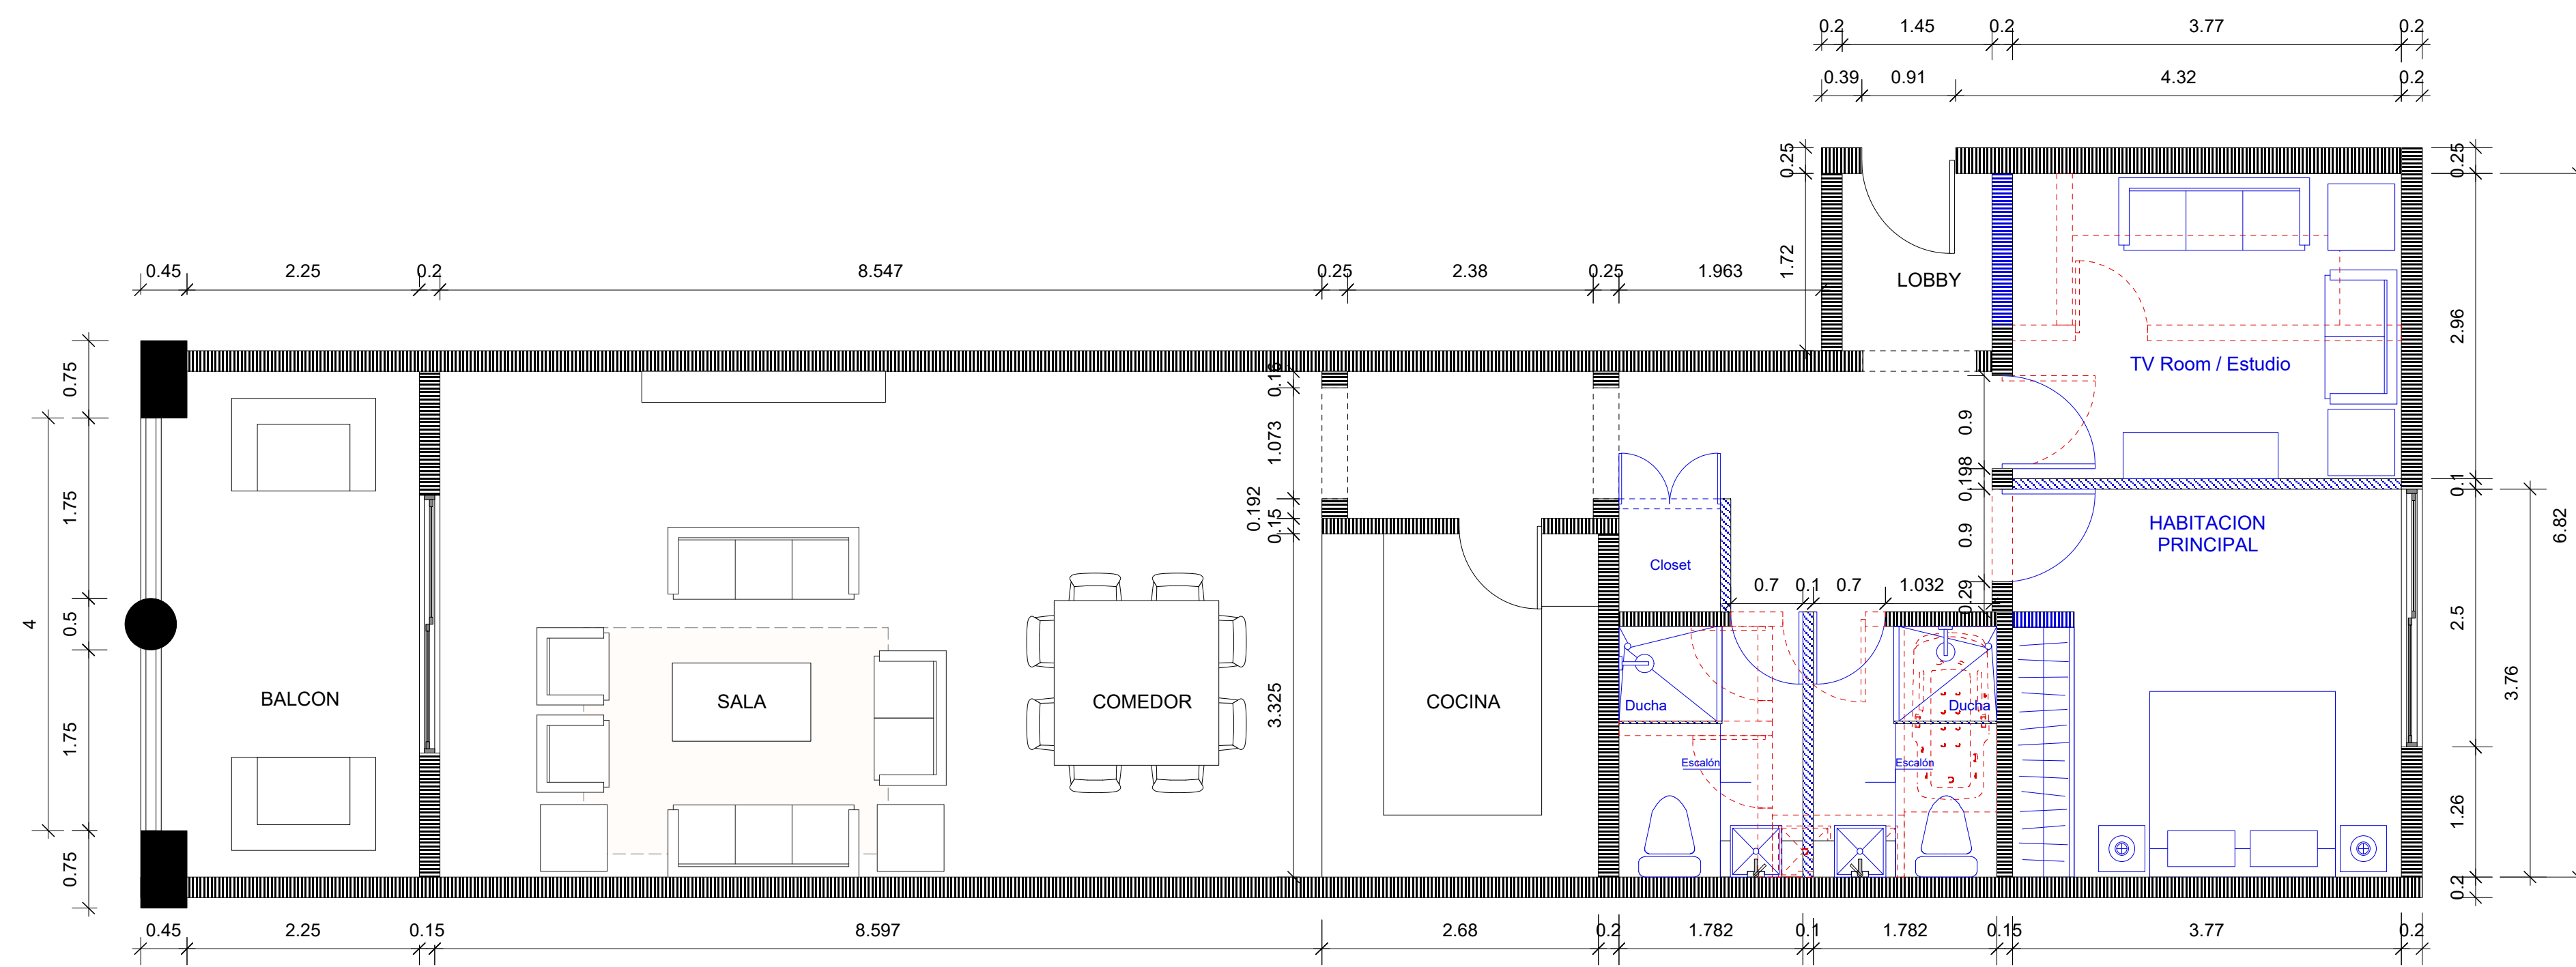 0.2 1.45 0.2 3.77 0.2
0.39 0.91 4.32 0.2
0.25
0.25
1.72
LOBBY
0.45 2.25 0.2 8.547 0.25 2.38 0.25 1.963
2.96
TV Room / Estudio
0.75
0.16
0.9
1.073
0.198
0.1
1.75
0.192
0.15
HABITACION
PRINCIPAL
0.9
6.82
Closet
0.7 0.1 0.7 1.032
0.29
4
0.5
2.5
BALCON
SALA
COMEDOR
3.325
COCINA
Ducha
Ducha
3.76
1.75
Escalón
Escalón
1.26
0.75
0.2
0.45 2.25 0.15 8.597 2.68 0.2 1.782 0.1 1.782 0.15 3.77 0.2